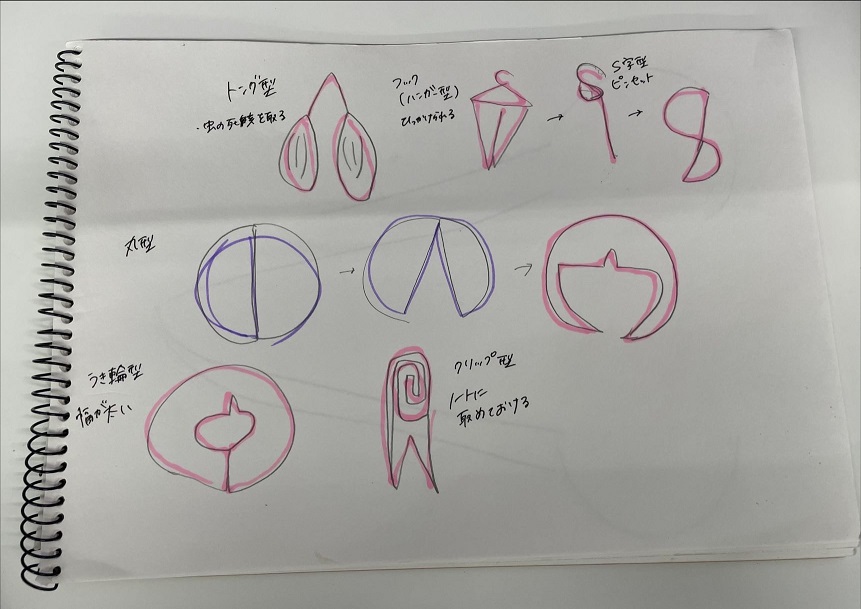 トング型
・虫の死骸を取る
フック
(ハンガー型)
ひっかけられる
S字型
ピンセット
丸型
うき輪型
幅が太い
クリップ型
ノートに
収めておける